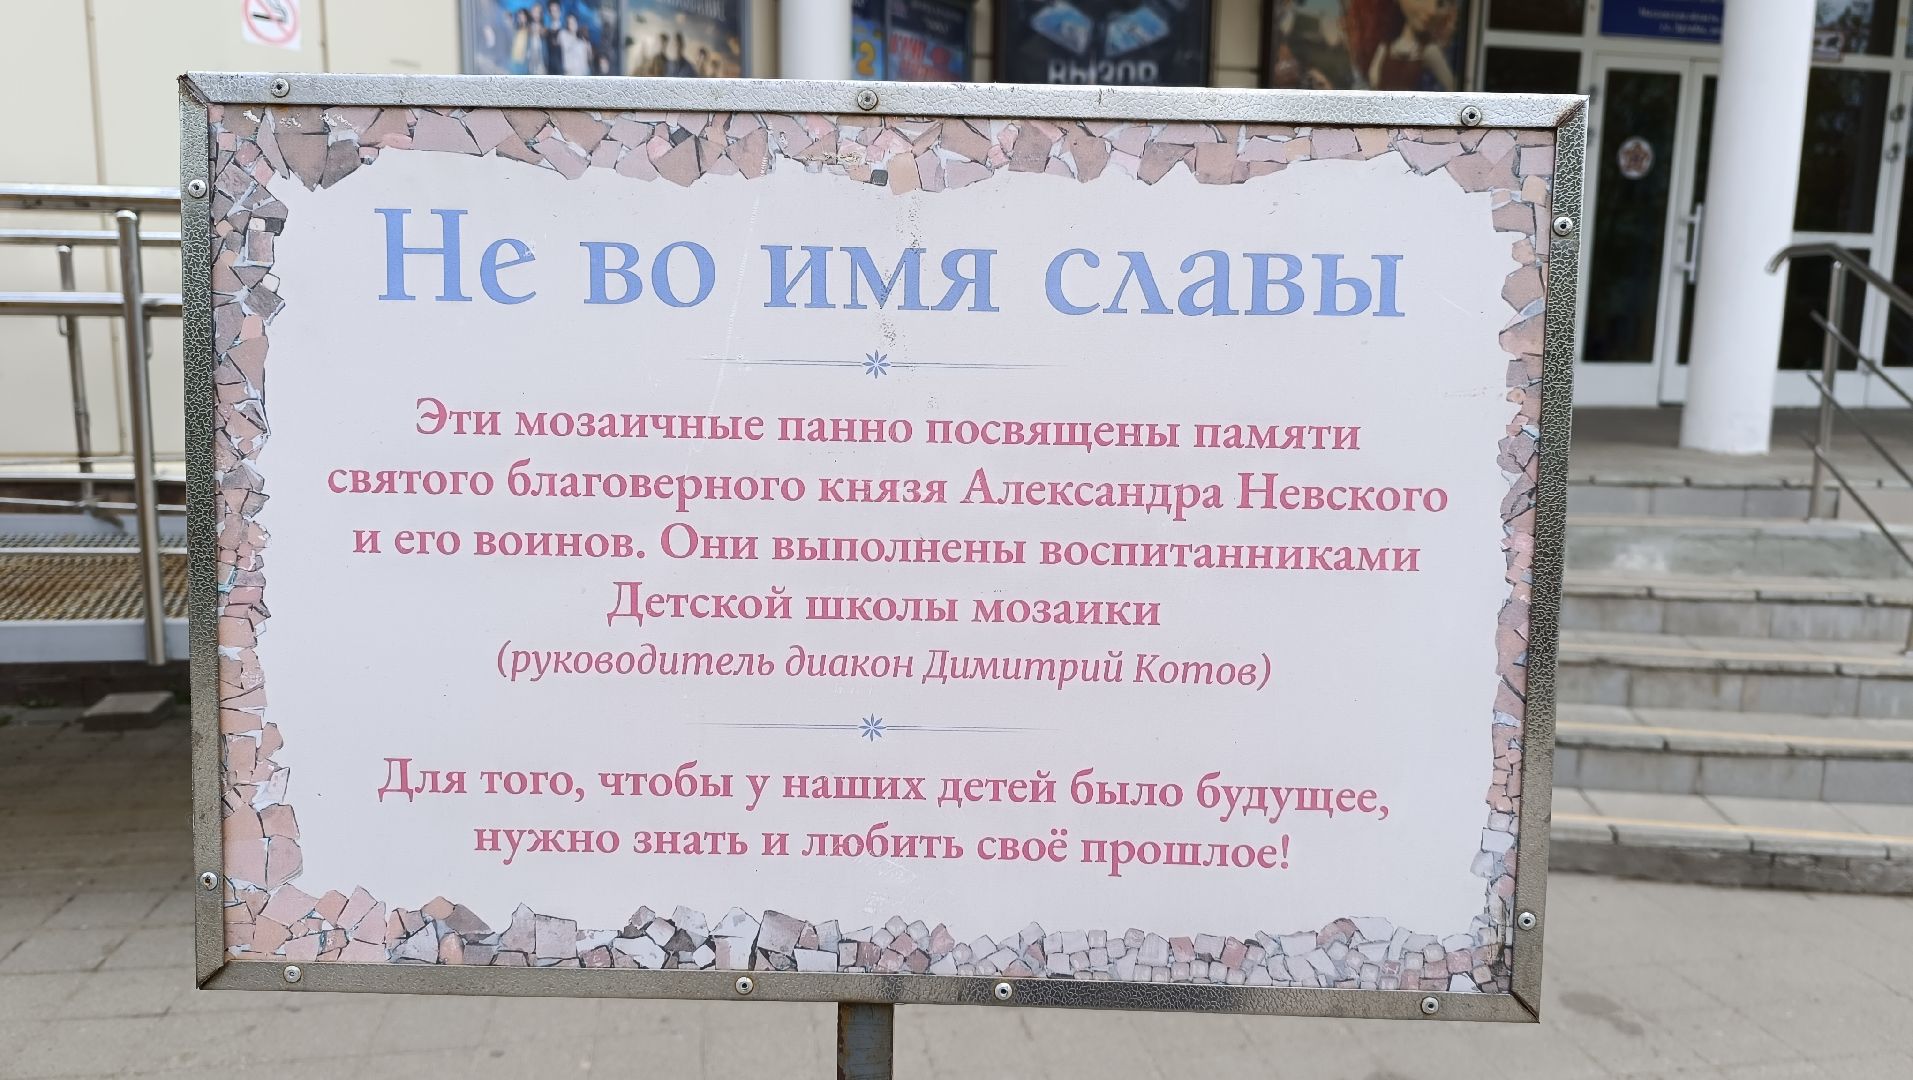 ВЫЗОВ
Не во имя славы
Эти мозаичные панно посвящены памяти
святого благоверного князя Александра Невского
и его воинов. Они выполнены воспитанниками
Детской школы мозаики
(руководитель диакон Димитрий Котов)
Для того, чтобы у наших детей было будущее,
нужно знать и любить своё прошлое!